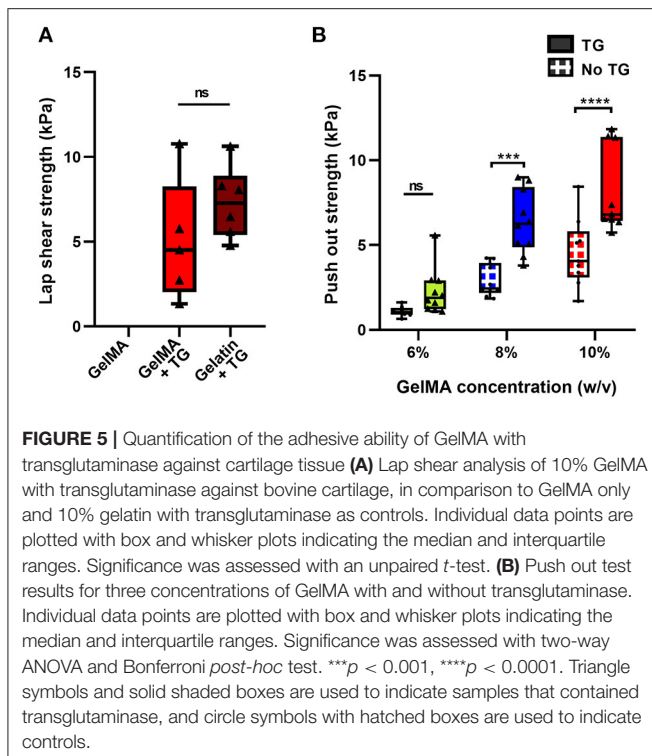 A
B
TG
No TG
Lap shear strength (kPa)
15
10
5
0
ns
GelMA
GelMA
+ TG
Gelatin
+ TG
Push out strength (kPa)
15
10
5
0
ns
***
****
6%
8%
10%
GelMA concentration (w/v)
FIGURE 5 | Quantification of the adhesive ability of GelMA with
transglutaminase against cartilage tissue (A) Lap shear analysis of 10% GelMA
with transglutaminase against bovine cartilage, in comparison to GelMA only
and 10% gelatin with transglutaminase as controls. Individual data points are
plotted with box and whisker plots indicating the median and interquartile
ranges. Significance was assessed with an unpaired t-test. (B) Push out test
results for three concentrations of GelMA with and without transglutaminase.
Individual data points are plotted with box and whisker plots indicating the
median and interquartile ranges. Significance was assessed with two-way
ANOVA and Bonferroni post-hoc test. ***p < 0.001, ****p < 0.0001. Triangle
symbols and solid shaded boxes are used to indicate samples that contained
transglutaminase, and circle symbols with hatched boxes are used to indicate
controls.